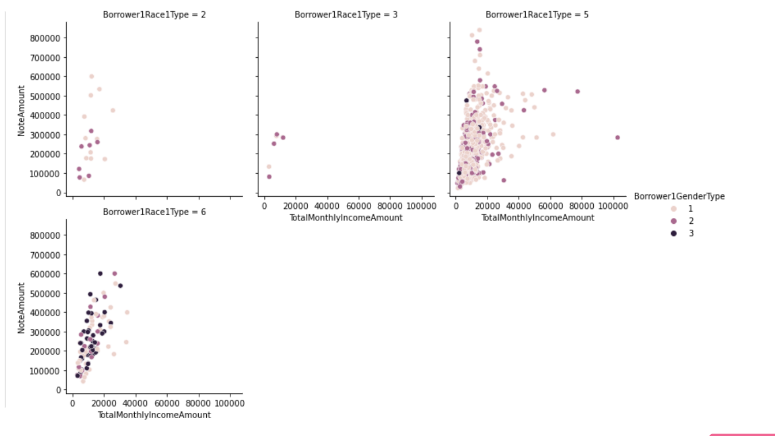 Borrower1Race1Type = 2
Borrower1Race1Type = 3
Borrower1Race1Type = 5
800000
700000
600000
500000
400000
300000
200000
100000
0
NoteAmount
0 20000 40000 60000 80000 100000
TotalMonthlyIncomeAmount
0 20000 40000 60000 80000 100000
TotalMonthlyIncomeAmount
Borrower1GenderType
1
2
3
Borrower1Race1Type = 6
800000
700000
600000
500000
400000
300000
200000
100000
0
NoteAmount
0 20000 40000 60000 80000 100000
TotalMonthlyIncomeAmount